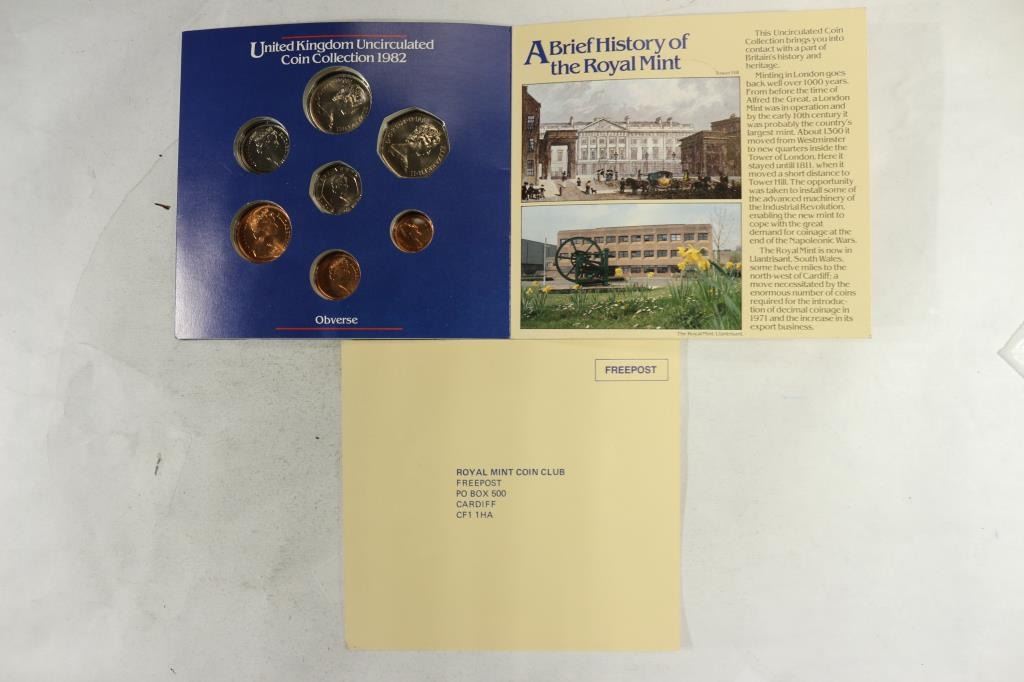 United Kingdom Uncirculated
Coin Collection 1982
Obverse
A Brief History of
the Royal Mint
Tower Hill
The Royal Mint, Llantrisant
This Uncirculated Coin
Collection brings you into
contact with a part of
Britain's history and
heritage.
Minting in London goes
back well over 1000 years.
From before the time of
Alfred the Great, a London
Mint was in operation and
by the early 10th century it
was probably the country's
largest mint. About 1300 it
moved from Westminster
to new quarters inside the
Tower of London. Here it
stayed until 1811, when it
moved a short distance to
Tower Hill. The opportunity
was taken to install some of
the advanced machinery of
the Industrial Revolution,
enabling the new mint to
cope with the great
demand for coinage at the
end of the Napoleonic Wars.
The Royal Mint is now in
Llantrisant, South Wales,
some twelve miles to the
north-west of Cardiff; a
move necessitated by the
enormous number of coins
required for the introduc-
tion of decimal coinage in
1971 and the increase in its
export business.
FREEPOST
ROYAL MINT COIN CLUB
FREEPOST
PO BOX 500
CARDIFF
CF1 1HA